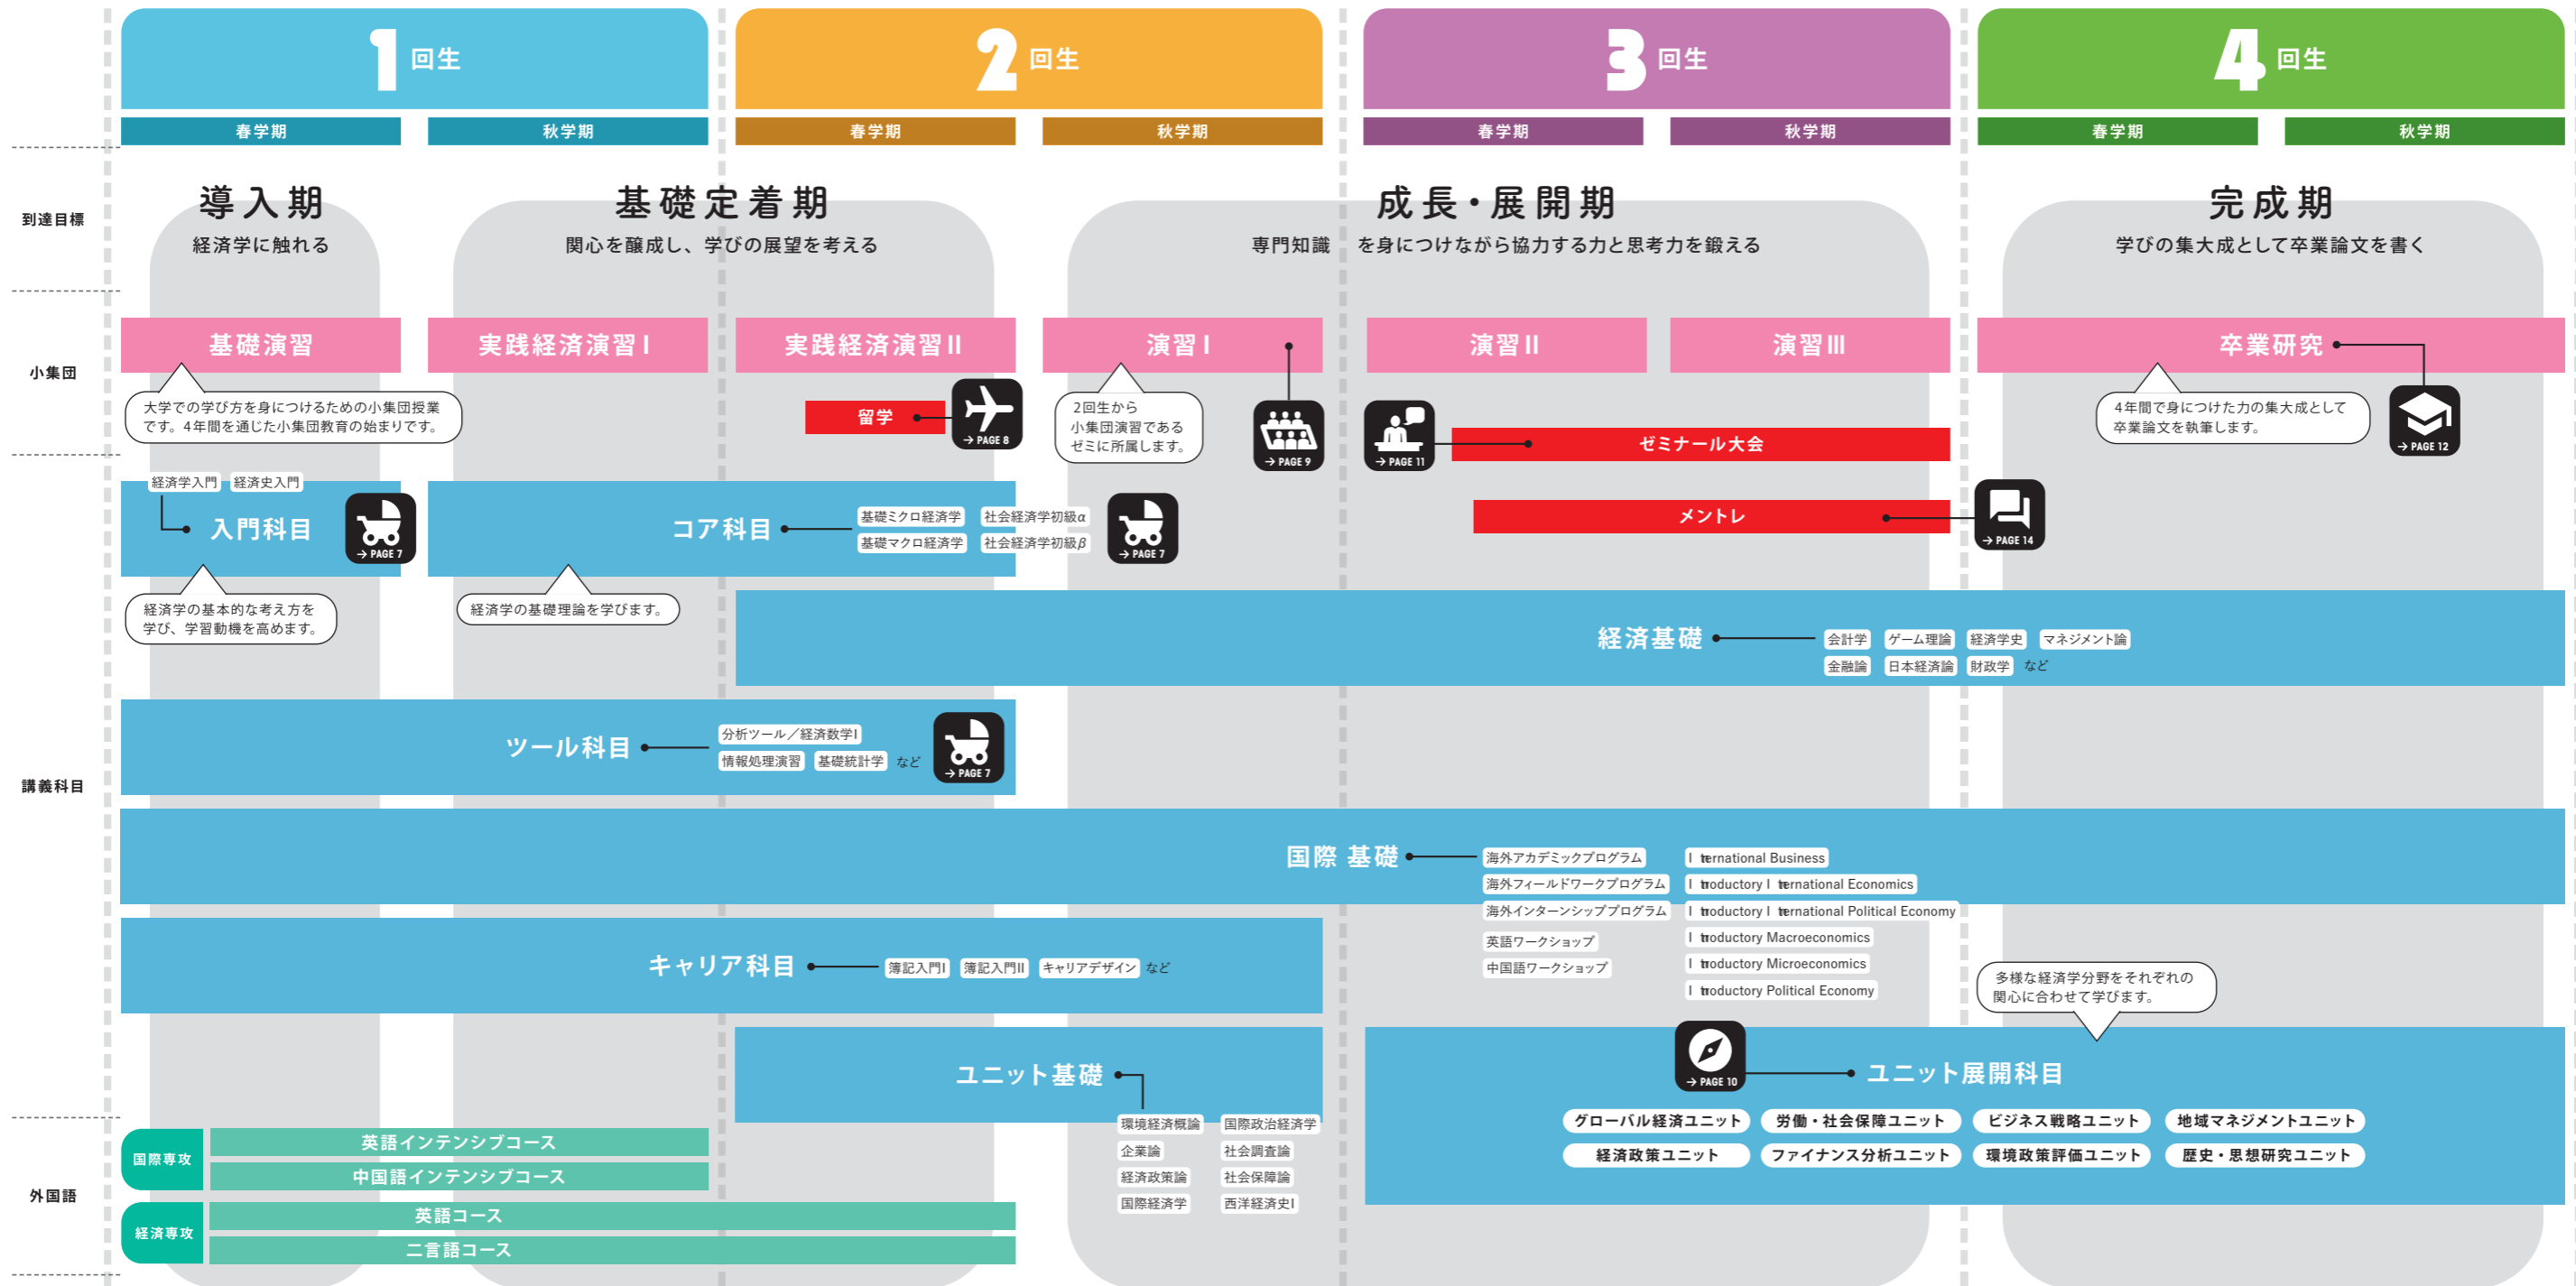 1 回生
2 回生
3 回生
4 回生
春学期
秋学期
春学期
秋学期
春学期
秋学期
春学期
秋学期
到達目標
導入期
経済学に触れる
基礎定着期
関心を醸成し、学びの展望を考える
成長・展開期
専門知識 を身につけながら協力する力と思考力を鍛える
完成期
学びの集大成として卒業論文を書く
小集団
基礎演習
実践経済演習Ⅰ
実践経済演習Ⅱ
演習Ⅰ
演習Ⅱ
演習Ⅲ
卒業研究
大学での学び方を身につけるための小集団授業
です。4年間を通じた小集団教育の始まりです。
留学
→ PAGE 8
2回生から
小集団演習である
ゼミに所属します。
→ PAGE 9
→ PAGE 11
ゼミナール大会
4年間で身につけた力の集大成として
卒業論文を執筆します。
→ PAGE 12
メントレ
→ PAGE 14
講義科目
経済学入門 経済史入門
入門科目
→ PAGE 7
経済学の基本的な考え方を
学び、学習動機を高めます。
コア科目
基礎ミクロ経済学 社会経済学初級α
基礎マクロ経済学 社会経済学初級β
→ PAGE 7
経済学の基礎理論を学びます。
経済基礎
会計学 ゲーム理論 経済学史 マネジメント論
金融論 日本経済論 財政学 など
ツール科目
分析ツール／経済数学Ⅰ
情報処理演習 基礎統計学 など
→ PAGE 7
国際 基礎
海外アカデミックプログラム
海外フィールドワークプログラム
海外インターンシッププログラム
英語ワークショップ
中国語ワークショップ
International Business
Introductory International Economics
Introductory International Political Economy
Introductory Macroeconomics
Introductory Microeconomics
Introductory Political Economy
キャリア科目
簿記入門Ⅰ 簿記入門Ⅱ キャリアデザイン など
ユニット基礎
環境経済概論 国際政治経済学
企業論 社会調査論
経済政策論 社会保障論
国際経済学 西洋経済史Ⅰ
多様な経済学分野をそれぞれの
関心に合わせて学びます。
→ PAGE 10
ユニット展開科目
グローバル経済ユニット 労働・社会保障ユニット ビジネス戦略ユニット 地域マネジメントユニット
経済政策ユニット ファイナンス分析ユニット 環境政策評価ユニット 歴史・思想研究ユニット
外国語
国際専攻
英語インテンシブコース
中国語インテンシブコース
経済専攻
英語コース
二言語コース